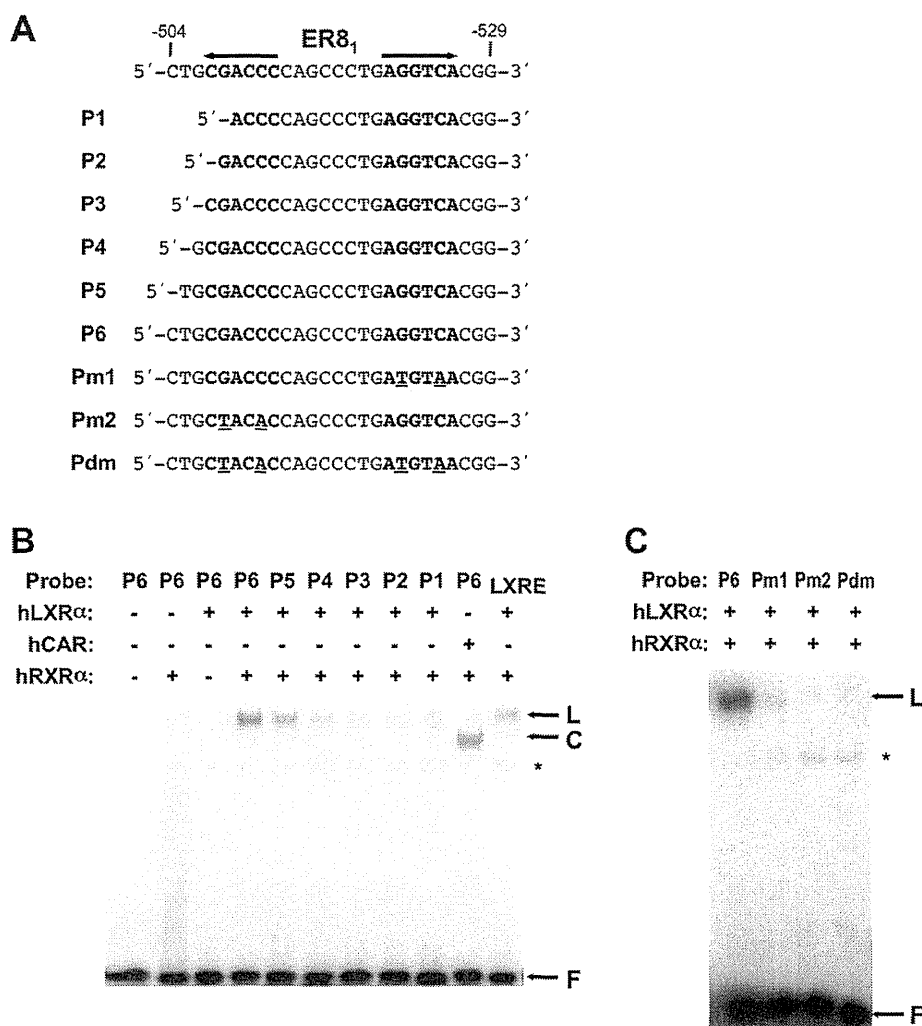 A
-504 ER8₁ -529
5′-CTGCGACCCCAGCCCTGAGGTCACGG-3′
P1 5′-ACCCCAGCCCTGAGGTCACGG-3′
P2 5′-GACCCCAGCCCTGAGGTCACGG-3′
P3 5′-CGACCCCAGCCCTGAGGTCACGG-3′
P4 5′-GCGACCCCAGCCCTGAGGTCACGG-3′
P5 5′-TGCGACCCCAGCCCTGAGGTCACGG-3′
P6 5′-CTGCGACCCCAGCCCTGAGGTCACGG-3′
Pm1 5′-CTGCGACCCCAGCCCTGATGTAACGG-3′
Pm2 5′-CTGCTACACCAGCCCTGAGGTCACGG-3′
Pdm 5′-CTGCTACACCAGCCCTGATGTAACGG-3′
B
Probe: P6 P6 P6 P6 P5 P4 P3 P2 P1 P6 LXRE
hLXRα: - - + + + + + + + - +
hCAR: - - - - - - - - - + -
hRXRα: - + - + + + + + + + +
L
C
*
F
C
Probe: P6 Pm1 Pm2 Pdm
hLXRα: + + + +
hRXRα: + + + +
L
*
F